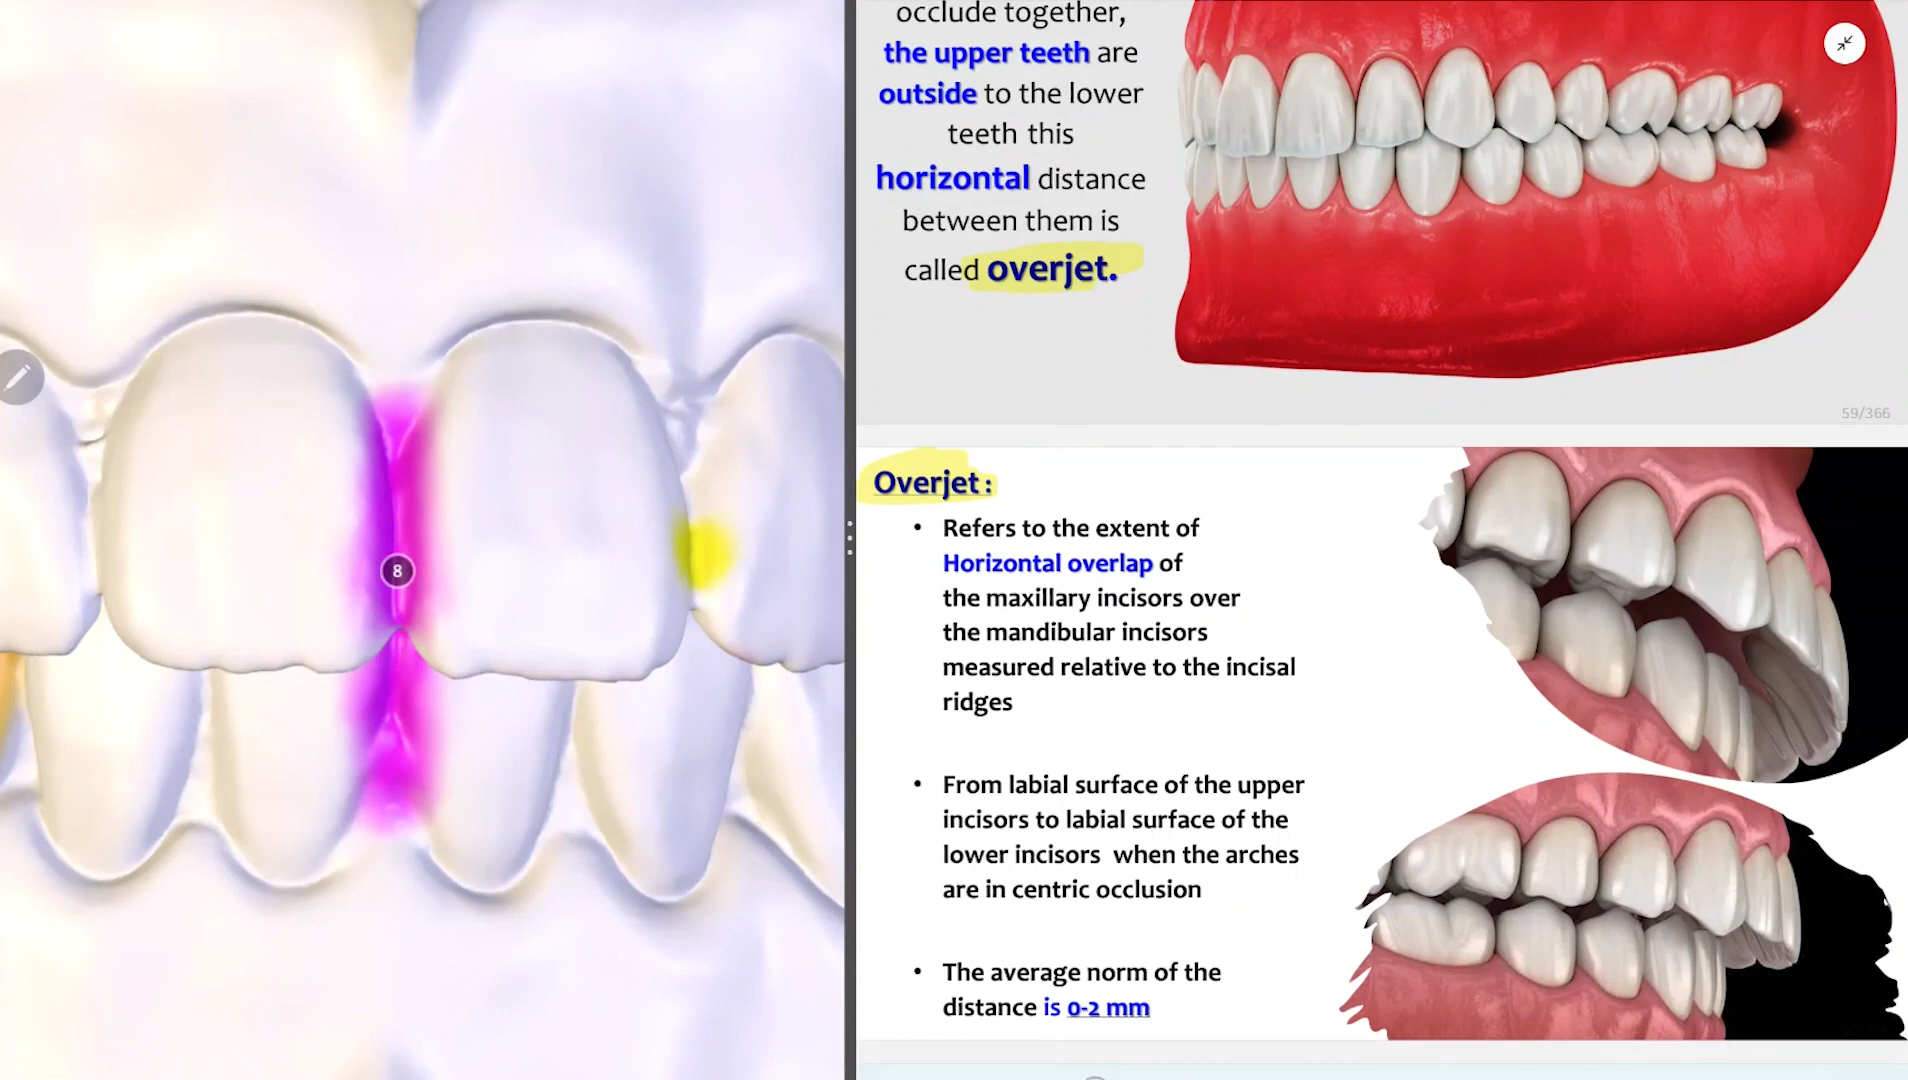 8
occlude together,
the upper teeth are
outside to the lower
teeth this
horizontal distance
between them is
called overjet.
59/366
Overjet :
• Refers to the extent of
Horizontal overlap of
the maxillary incisors over
the mandibular incisors
measured relative to the incisal
ridges
• From labial surface of the upper
incisors to labial surface of the
lower incisors when the arches
are in centric occlusion
• The average norm of the
distance is 0-2 mm